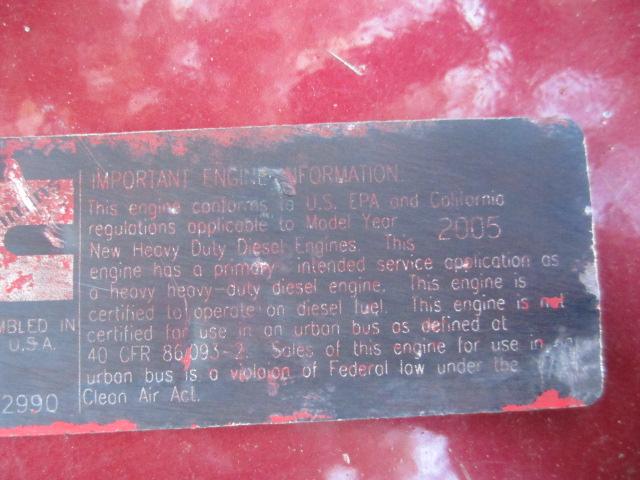 IMPORTANT ENGINE INFORMATION
This engine conforms to U.S. EPA and California
regulations applicable to Model Year 2005
New Heavy Duty Diesel Engines. This
engine has a primary intended service application as
a heavy heavy-duty diesel engine. This engine is
certified to operate on diesel fuel. This engine is not
certified for use in an urban bus as defined at
40 CFR 86.093-2. Sales of this engine for use in an
urban bus is a violaion of Federal law under the
Clean Air Act.
MBLED IN
U.S.A.
2990